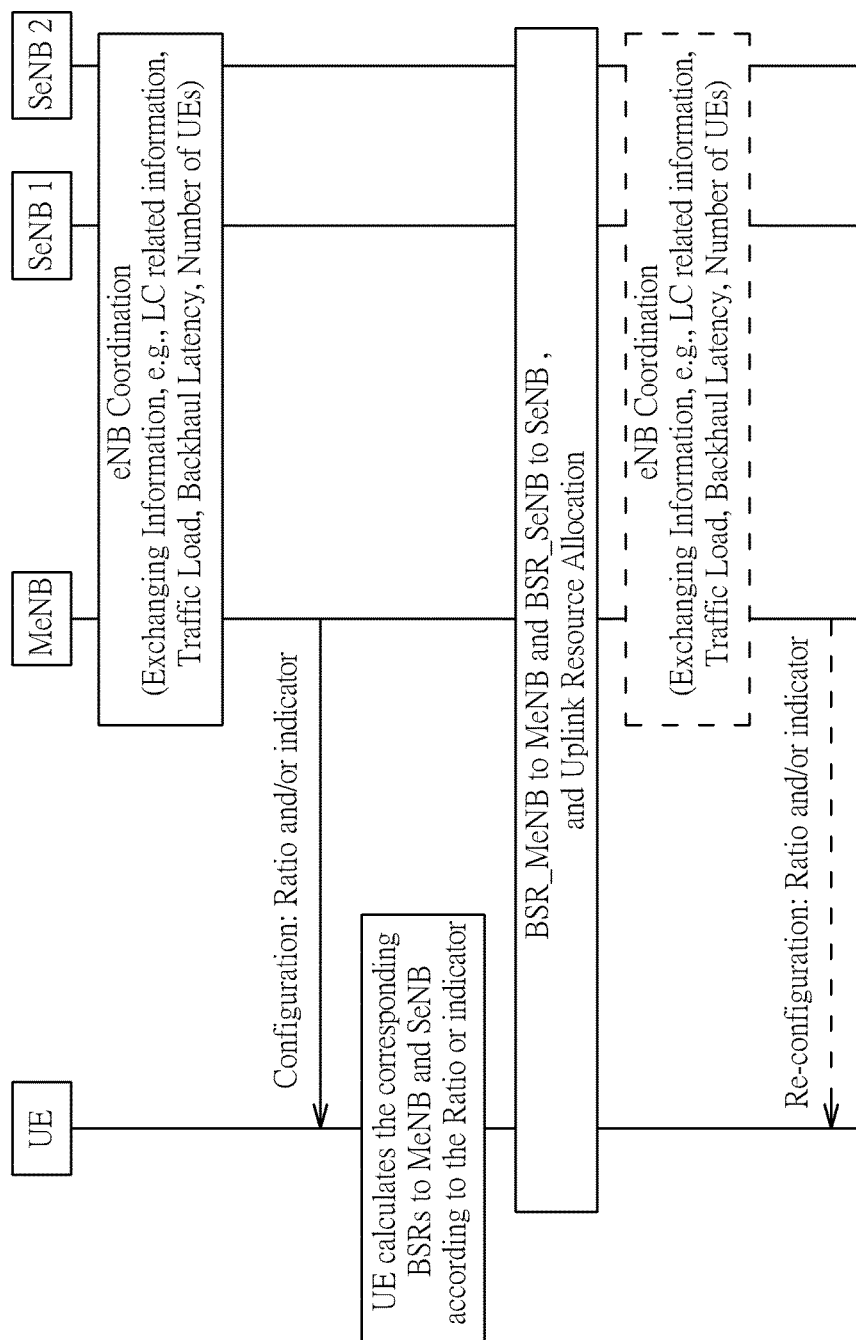 UE
MeNB
SeNB 1
SeNB 2
eNB Coordination
(Exchanging Information, e.g., LC related information,
Traffic Load, Backhaul Latency, Number of UEs)
Configuration: Ratio and/or indicator
UE calculates the corresponding
BSRs to MeNB and SeNB
according to the Ratio or indicator
BSR_MeNB to MeNB and BSR_SeNB to SeNB ,
and Uplink Resource Allocation
eNB Coordination
(Exchanging Information, e.g., LC related information,
Traffic Load, Backhaul Latency, Number of UEs)
Re-configuration: Ratio and/or indicator